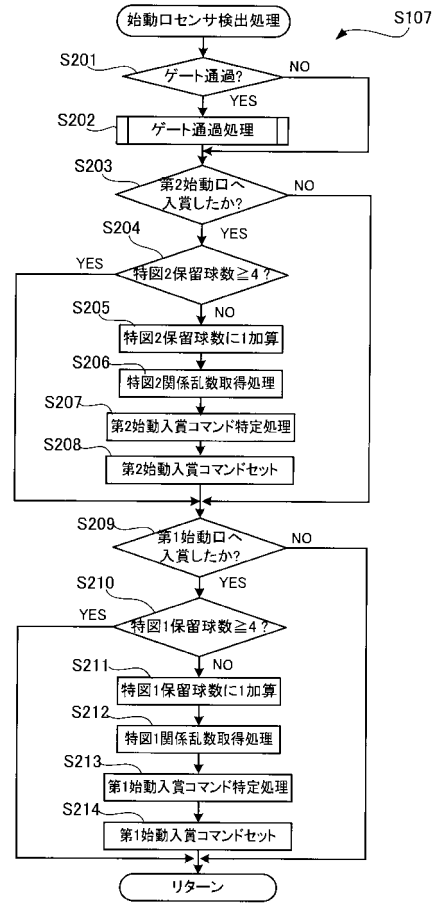 始動口センサ検出処理
S107
S201
ゲート通過?
NO
YES
S202
ゲート通過処理
S203
第2始動口へ
入賞したか?
NO
YES
S204
YES
特図2保留球数≧4?
NO
S205
特図2保留球数に1加算
S206
特図2関係乱数取得処理
S207
第2始動入賞コマンド特定処理
S208
第2始動入賞コマンドセット
S209
第1始動口へ
入賞したか?
NO
YES
S210
YES
特図1保留球数≧4?
NO
S211
特図1保留球数に1加算
S212
特図1関係乱数取得処理
S213
第1始動入賞コマンド特定処理
S214
第1始動入賞コマンドセット
リターン